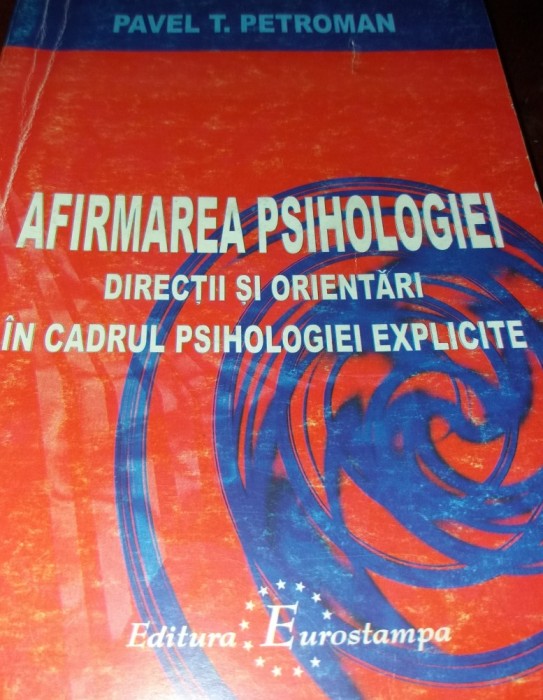 PAVEL T. PETROMAN
AFIRMAREA PSIHOLOGIEI
DIRECȚII ȘI ORIENTĂRI
ÎN CADRUL PSIHOLOGIEI EXPLICITE
Editura Eurostampa